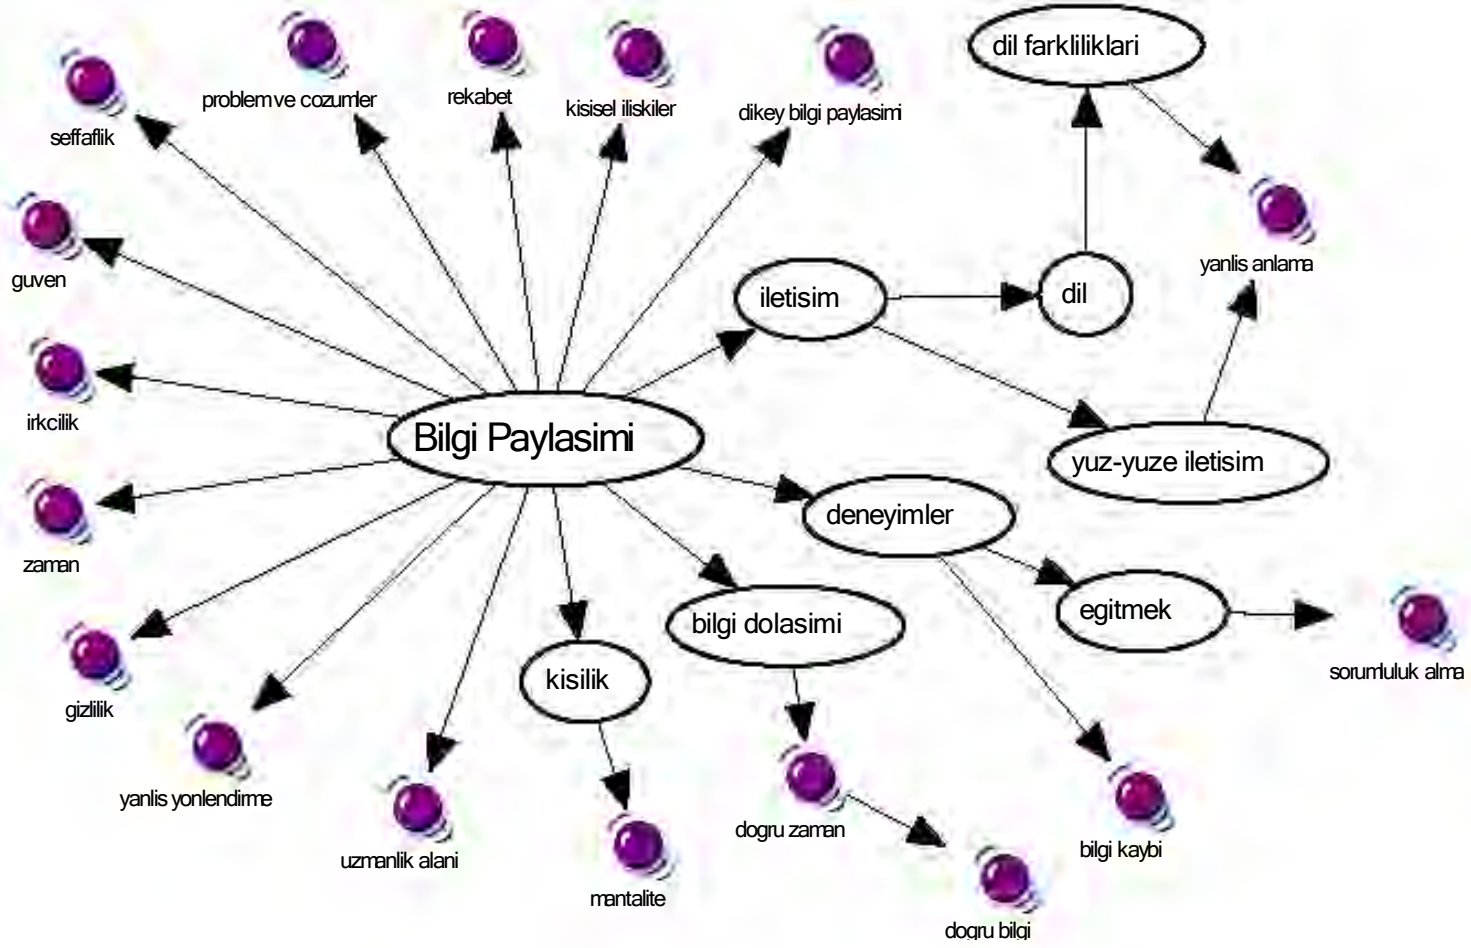 dil farkliliklari
problem ve cozumler
rekabet
kisisel iliskiler
dikey bilgi paylasimi
seffaflik
yanlis anlama
guven
iletisim
dil
irkcilik
Bilgi Paylasimi
yuz-yuze iletisim
deneyimler
zaman
egitmek
bilgi dolasimi
sorumluluk alma
kisilik
gizlilik
yanlis yonlendirme
dogru zaman
bilgi kaybi
uzmanlik alani
mantalite
dogru bilgi